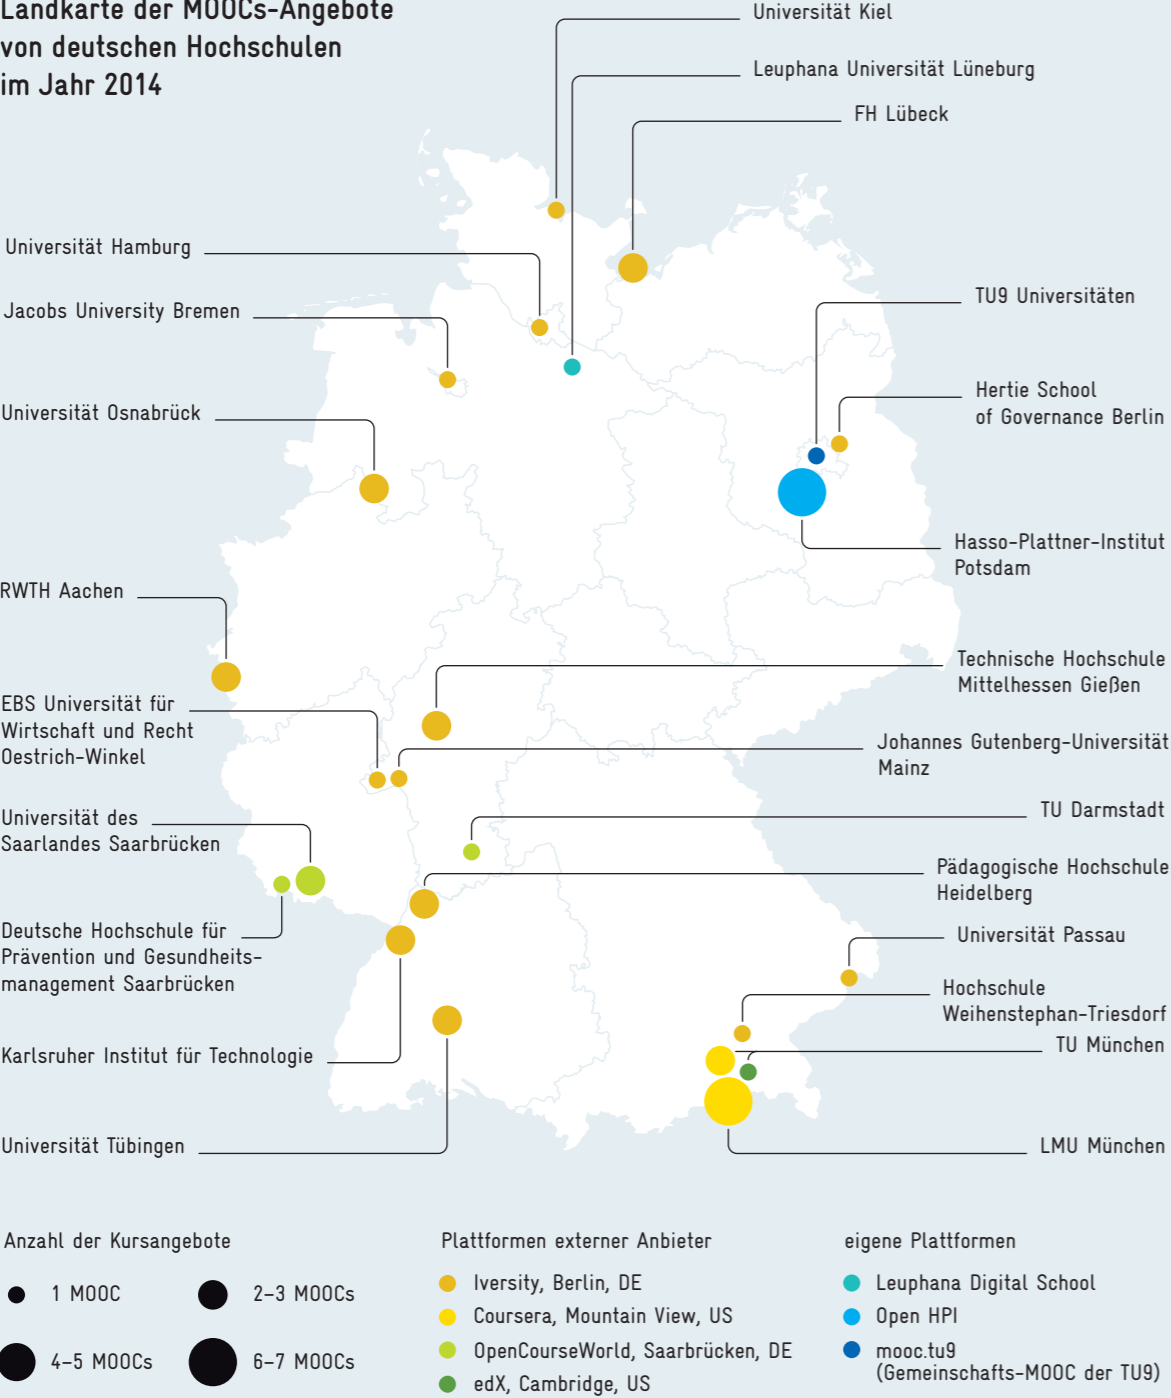 Landkarte der MOOCs-Angebote
von deutschen Hochschulen
im Jahr 2014
Universität Kiel
Leuphana Universität Lüneburg
FH Lübeck
Universität Hamburg
Jacobs University Bremen
Universität Osnabrück
RWTH Aachen
EBS Universität für
Wirtschaft und Recht
Oestrich-Winkel
Universität des
Saarlandes Saarbrücken
Deutsche Hochschule für
Prävention und Gesundheits-
management Saarbrücken
Karlsruher Institut für Technologie
Universität Tübingen
TU9 Universitäten
Hertie School
of Governance Berlin
Hasso-Plattner-Institut
Potsdam
Technische Hochschule
Mittelhessen Gießen
Johannes Gutenberg-Universität
Mainz
TU Darmstadt
Pädagogische Hochschule
Heidelberg
Universität Passau
Hochschule
Weihenstephan-Triesdorf
TU München
LMU München
Anzahl der Kursangebote
1 MOOC
2–3 MOOCs
4–5 MOOCs
6–7 MOOCs
Plattformen externer Anbieter
Iversity, Berlin, DE
Coursera, Mountain View, US
OpenCourseWorld, Saarbrücken, DE
edX, Cambridge, US
eigene Plattformen
Leuphana Digital School
Open HPI
mooc.tu9
(Gemeinschafts-MOOC der TU9)